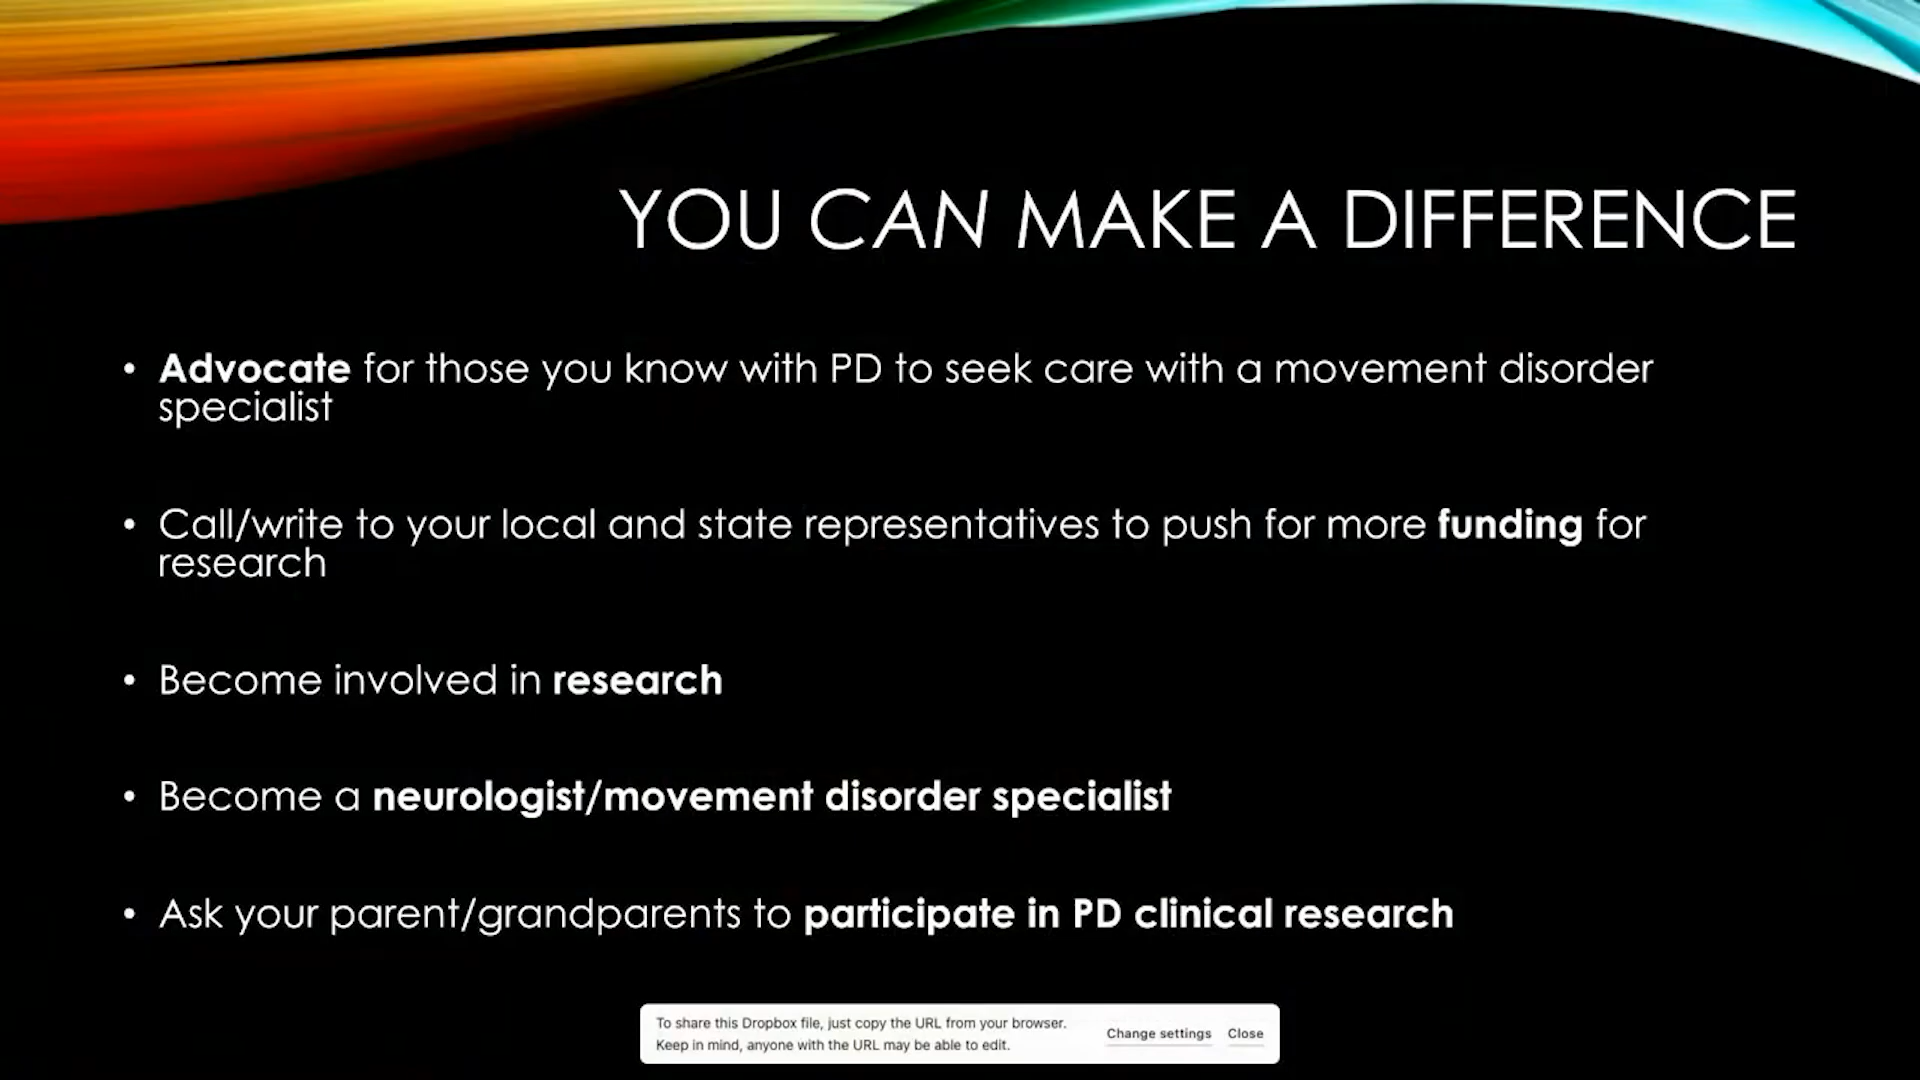 YOU CAN MAKE A DIFFERENCE
• Advocate for those you know with PD to seek care with a movement disorder
specialist
• Call/write to your local and state representatives to push for more funding for
research
• Become involved in research
• Become a neurologist/movement disorder specialist
• Ask your parent/grandparents to participate in PD clinical research
To share this Dropbox file, just copy the URL from your browser.
Keep in mind, anyone with the URL may be able to edit.
Change settings Close